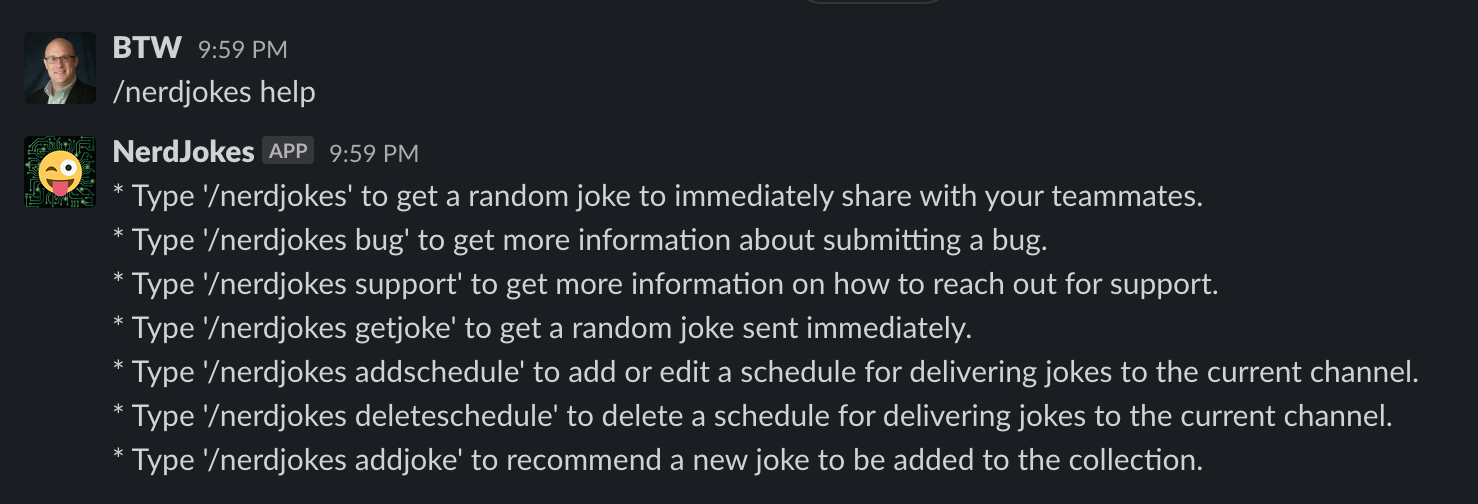 BTW 9:59 PM
/nerdjokes help
NerdJokes APP 9:59 PM
* Type '/nerdjokes' to get a random joke to immediately share with your teammates.
* Type '/nerdjokes bug' to get more information about submitting a bug.
* Type '/nerdjokes support' to get more information on how to reach out for support.
* Type '/nerdjokes getjoke' to get a random joke sent immediately.
* Type '/nerdjokes addschedule' to add or edit a schedule for delivering jokes to the current channel.
* Type '/nerdjokes deleteschedule' to delete a schedule for delivering jokes to the current channel.
* Type '/nerdjokes addjoke' to recommend a new joke to be added to the collection.